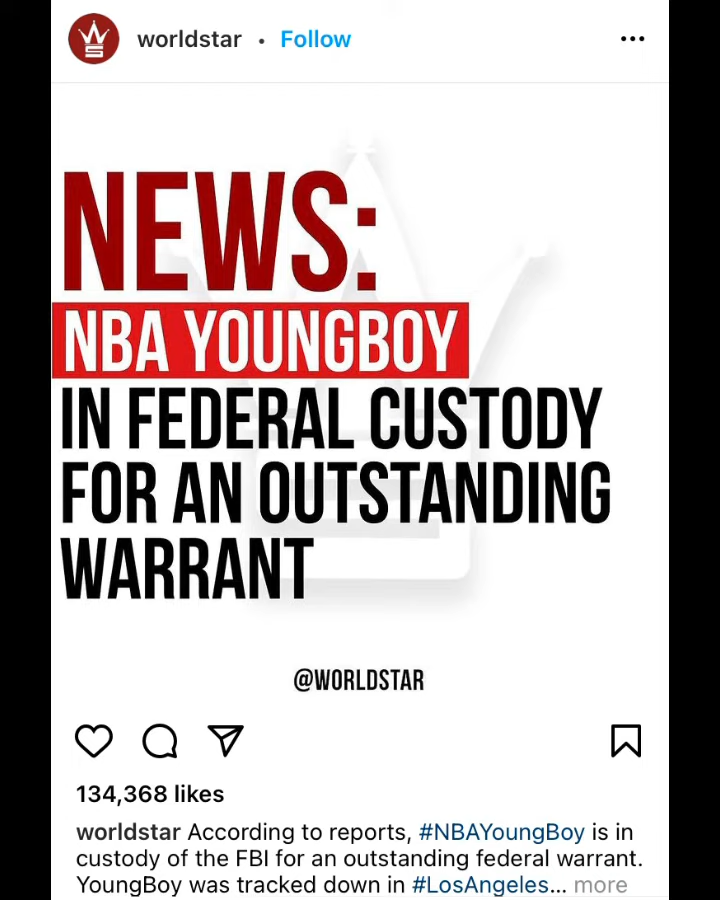 worldstar • Follow
NEWS:
NBA YOUNGBOY
IN FEDERAL CUSTODY
FOR AN OUTSTANDING
WARRANT
@WORLDSTAR
134,368 likes
worldstar According to reports, #NBAYoungBoy is in
custody of the FBI for an outstanding federal warrant.
YoungBoy was tracked down in #LosAngeles... more